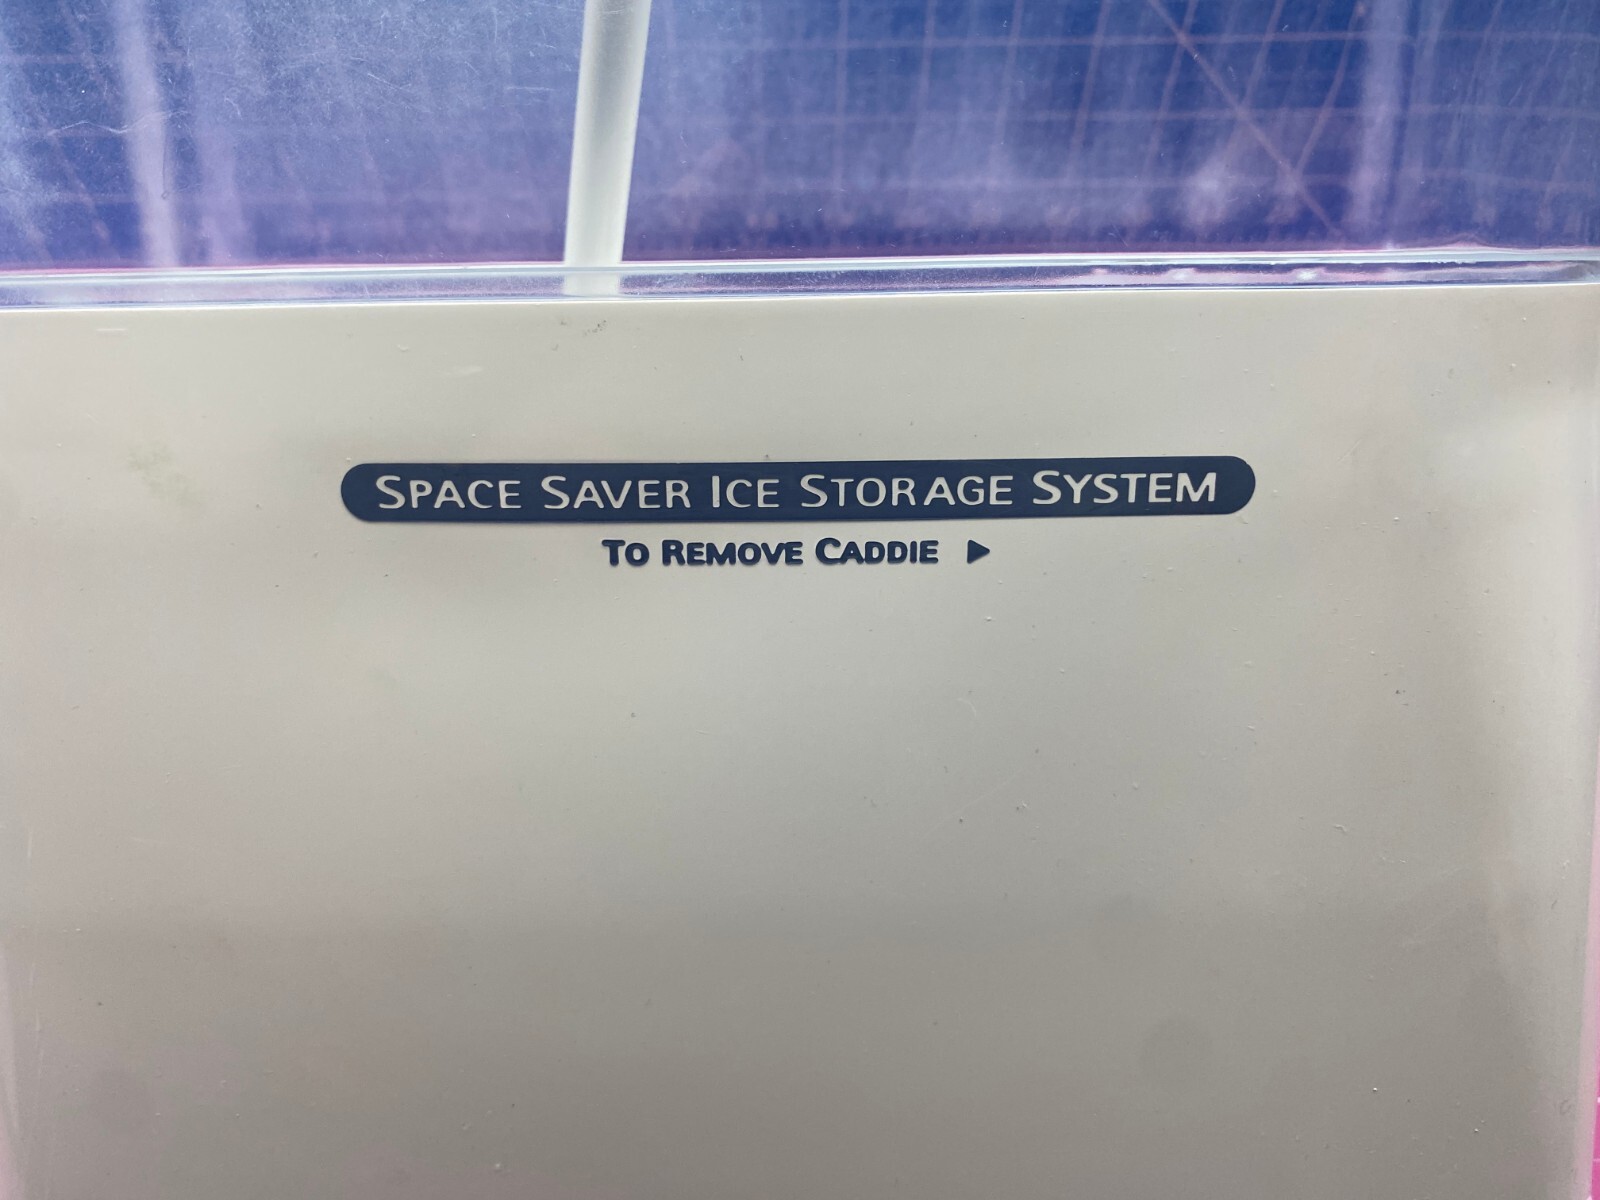 SPACE SAVER ICE STORAGE SYSTEM
TO REMOVE CADDIE ▶